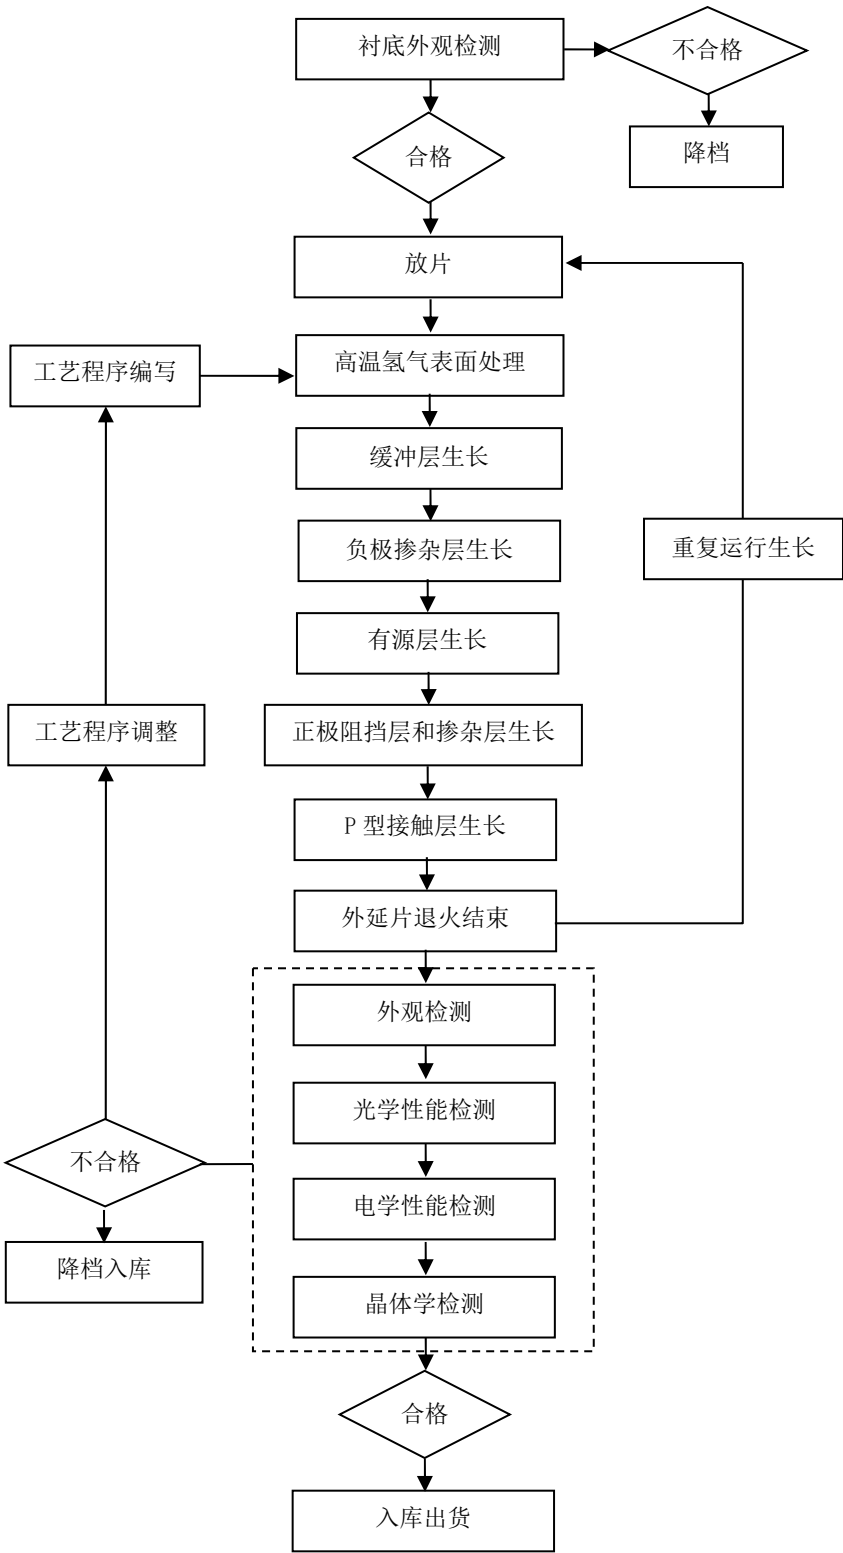 衬底外观检测
不合格
合格
降档
放片
高温氢气表面处理
工艺程序编写
缓冲层生长
负极掺杂层生长
重复运行生长
有源层生长
工艺程序调整
正极阻挡层和掺杂层生长
P 型接触层生长
外延片退火结束
外观检测
光学性能检测
不合格
电学性能检测
降档入库
晶体学检测
合格
入库出货